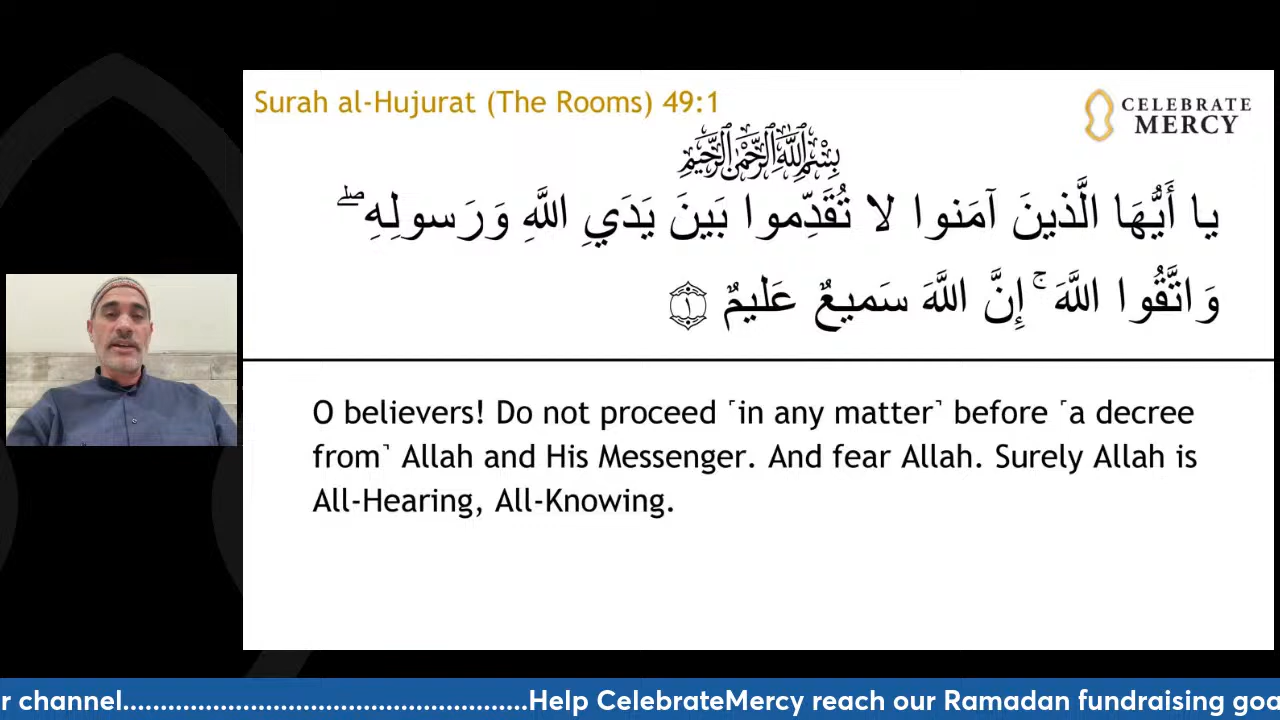 Surah al-Hujurat (The Rooms) 49:1
CELEBRATE
MERCY
بِسْمِ اللَّهِ الرَّحْمَٰنِ الرَّحِيمِ
يا أَيُّهَا الَّذينَ آمَنوا لا تُقَدِّموا بَينَ يَدَيِ اللَّهِ وَرَسولِهِ ۖ
وَاتَّقُوا اللَّهَ ۚ إِنَّ اللَّهَ سَميعٌ عَليمٌ ١
O believers! Do not proceed ˹in any matter˺ before ˹a decree
from˺ Allah and His Messenger. And fear Allah. Surely Allah is
All-Hearing, All-Knowing.
r channel......................................................Help CelebrateMercy reach our Ramadan fundraising goa